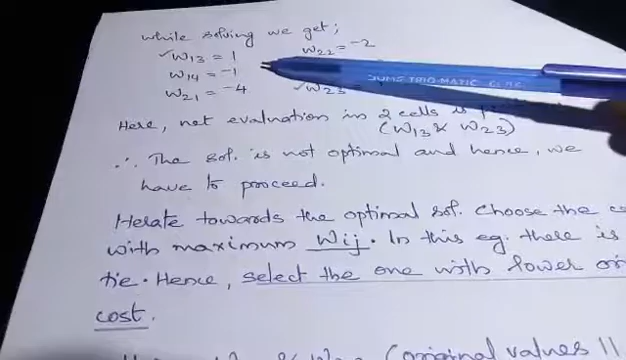 while solving we get;
✓W13 = 1 W22 = -2
W14 = -1
W21 = -4 ✓W23 =
Here, net evaluation in 2 cells is
(W13 & W23)
∴ The sol. is not optimal and hence, we
have to proceed.
Iterate towards the optimal sol. Choose the
with maximum Wij. In this eg. there is
tie. Hence, select the one with lower
cost.
(original values 11